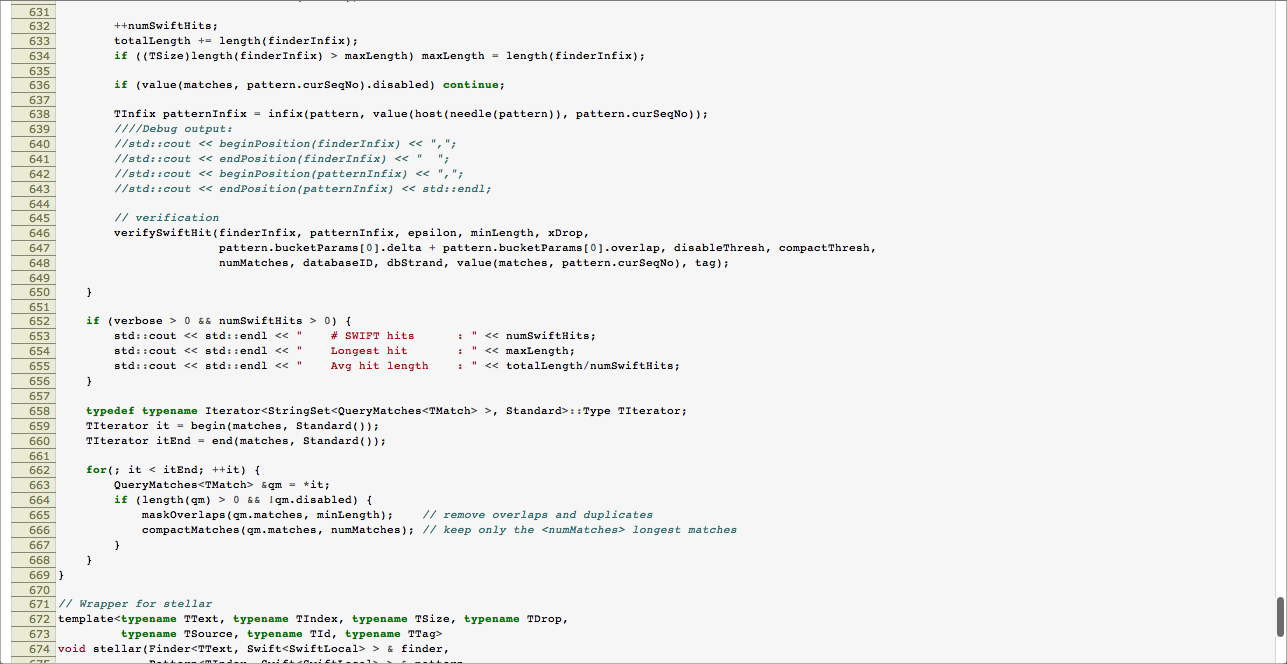 631
632         ++numSwiftHits;
633         totalLength += length(finderInfix);
634         if ((TSize)length(finderInfix) > maxLength) maxLength = length(finderInfix);
635
636         if (value(matches, pattern.curSeqNo).disabled) continue;
637
638         TInfix patternInfix = infix(pattern, value(host(needle(pattern)), pattern.curSeqNo));
639         ////Debug output:
640         //std::cout << beginPosition(finderInfix) << ",";
641         //std::cout << endPosition(finderInfix) << "  ";
642         //std::cout << beginPosition(patternInfix) << ",";
643         //std::cout << endPosition(patternInfix) << std::endl;
644
645         // verification
646         verifySwiftHit(finderInfix, patternInfix, epsilon, minLength, xDrop,
647                        pattern.bucketParams[0].delta + pattern.bucketParams[0].overlap, disableThresh, compactThresh,
648                        numMatches, databaseID, dbStrand, value(matches, pattern.curSeqNo), tag);
649
650     }
651
652     if (verbose > 0 && numSwiftHits > 0) {
653         std::cout << std::endl << "    # SWIFT hits      : " << numSwiftHits;
654         std::cout << std::endl << "    Longest hit       : " << maxLength;
655         std::cout << std::endl << "    Avg hit length    : " << totalLength/numSwiftHits;
656     }
657
658     typedef typename Iterator<StringSet<QueryMatches<TMatch> >, Standard>::Type TIterator;
659     TIterator it = begin(matches, Standard());
660     TIterator itEnd = end(matches, Standard());
661
662     for(; it < itEnd; ++it) {
663         QueryMatches<TMatch> &qm = *it;
664         if (length(qm) > 0 && !qm.disabled) {
665             maskOverlaps(qm.matches, minLength);    // remove overlaps and duplicates
666             compactMatches(qm.matches, numMatches); // keep only the <numMatches> longest matches
667         }
668     }
669 }
670
671 // Wrapper for stellar
672 template<typename TText, typename TIndex, typename TSize, typename TDrop,
673          typename TSource, typename TId, typename TTag>
674 void stellar(Finder<TText, Swift<SwiftLocal> > & finder,
675              Pattern<TIndex, Swift<SwiftLocal> > & pattern,